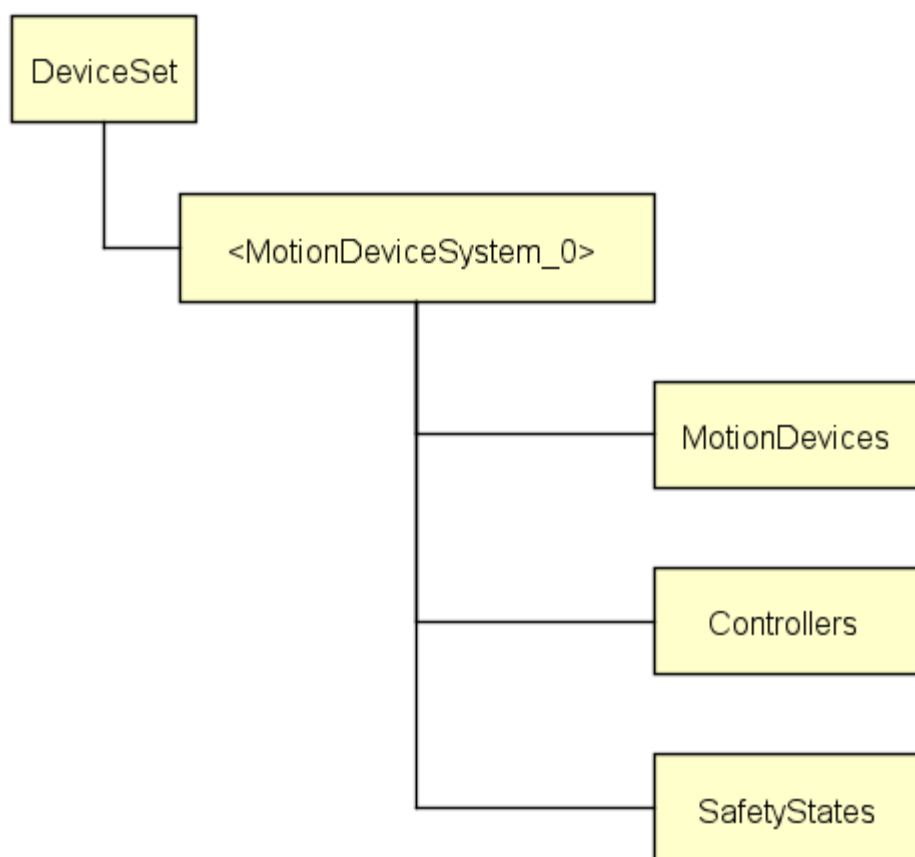 DeviceSet
<MotionDeviceSystem_0>
MotionDevices
Controllers
SafetyStates